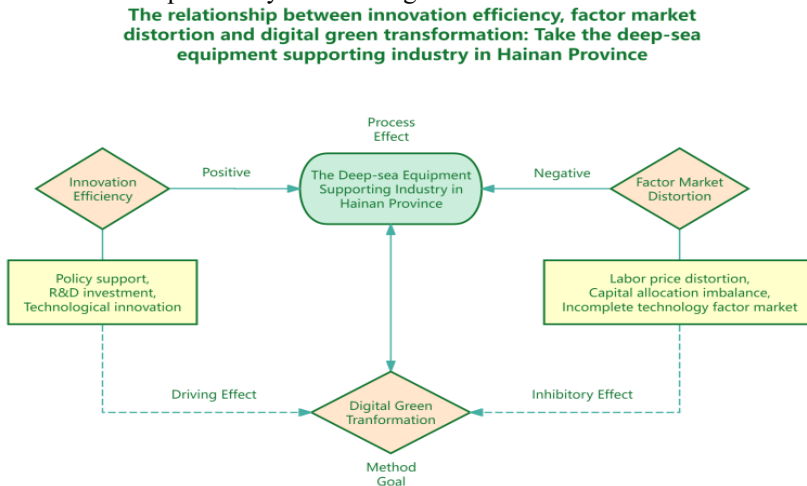 The relationship between innovation efficiency, factor market
distortion and digital green transformation: Take the deep-sea
equipment supporting industry in Hainan Province
Process
Effect
Innovation
Efficiency
Positive
The Deep-sea Equipment
Supporting Industry in
Hainan Province
Negative
Factor Market
Distortion
Policy support,
R&D investment,
Technological innovation
Labor price distortion,
Capital allocation imbalance,
Incomplete technology factor market
Driving Effect
Digital Green
Tranformation
Inhibitory Effect
Method
Goal